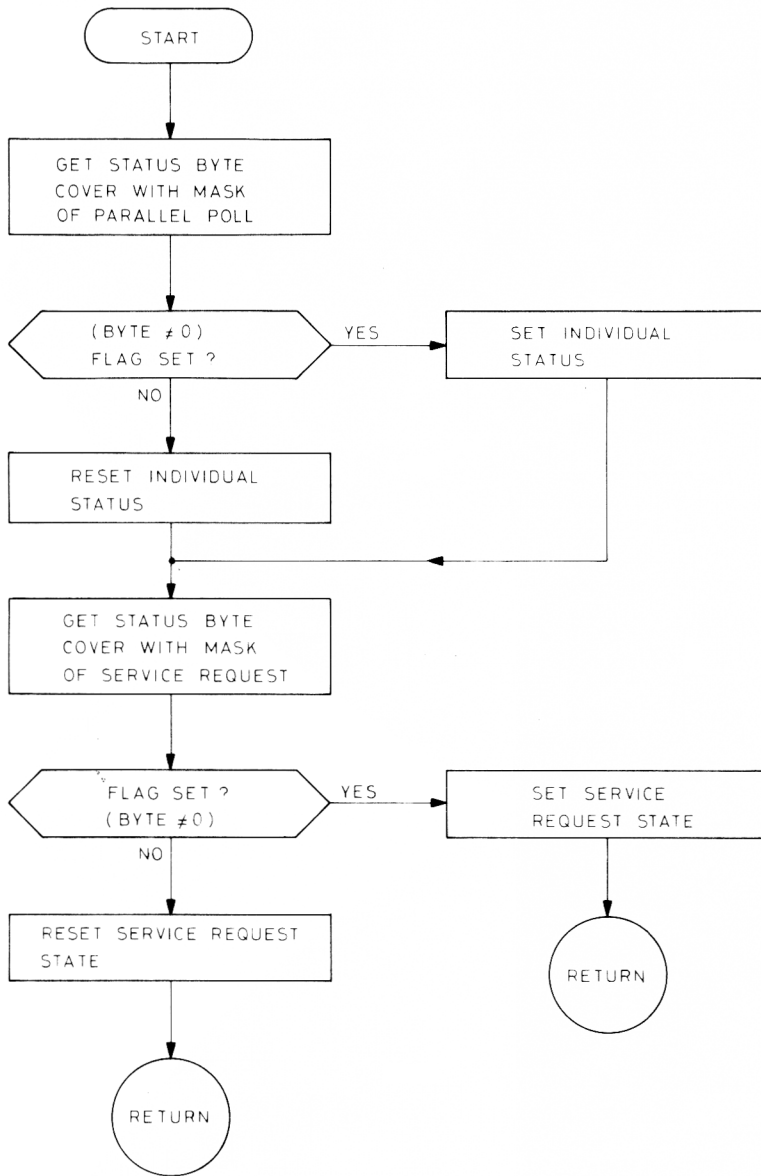 START
GET STATUS BYTE
COVER WITH MASK
OF PARALLEL POLL
(BYTE ≠0)
FLAG SET ?
YES
SET INDIVIDUAL
STATUS
NO
RESET INDIVIDUAL
STATUS
GET STATUS BYTE
COVER WITH MASK
OF SERVICE REQUEST
FLAG SET ?
(BYTE ≠0)
YES
SET SERVICE
REQUEST STATE
NO
RESET SERVICE REQUEST
STATE
RETURN
RETURN